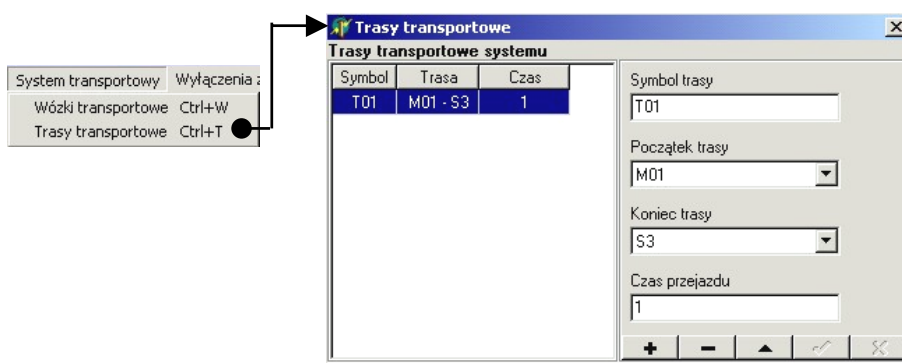 System transportowy Wyłączenia z
Wózki transportowe Ctrl+W
Trasy transportowe Ctrl+T
Trasy transportowe
Trasy transportowe systemu
Symbol Trasa Czas
T01 M01 - S3 1
Symbol trasy
T01
Początek trasy
M01
Koniec trasy
S3
Czas przejazdu
1